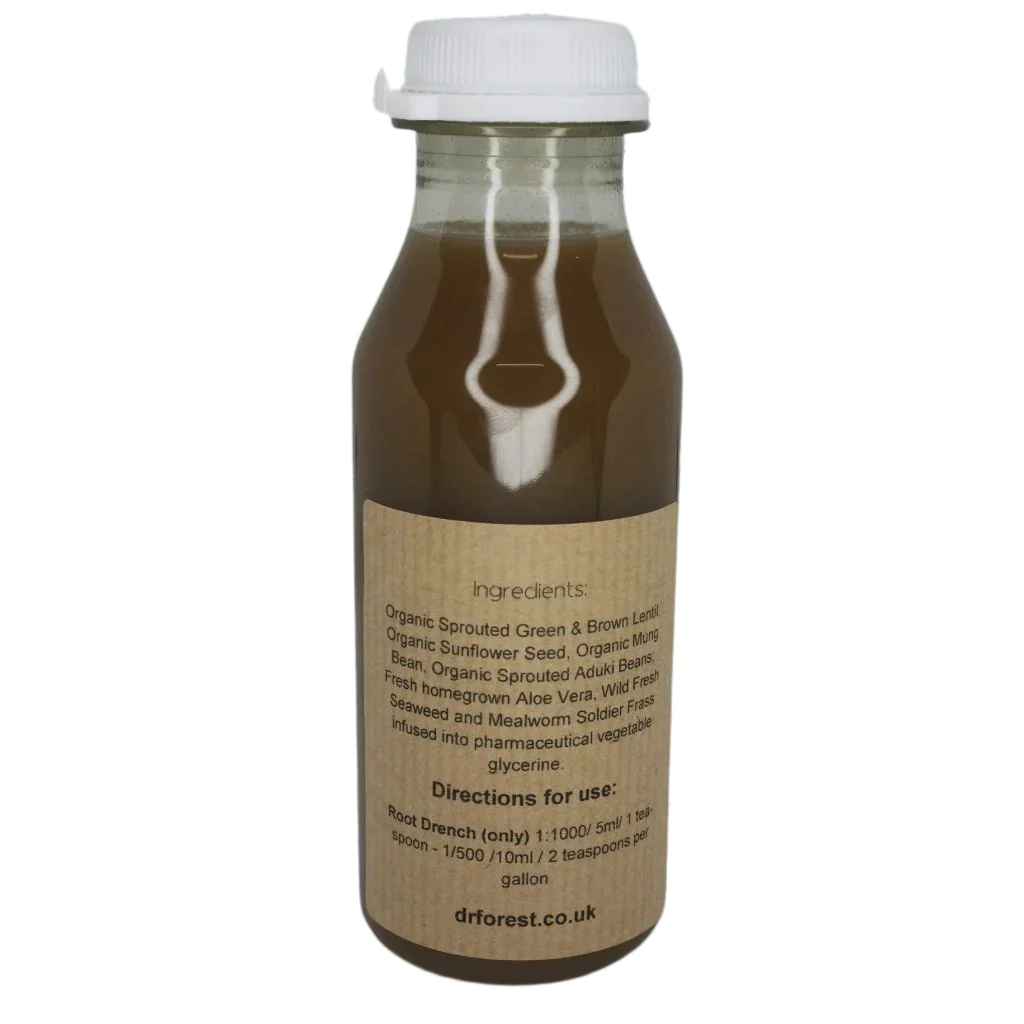 Ingredients:
Organic Sprouted Green & Brown Lentil,
Organic Sunflower Seed, Organic Mung
Bean, Organic Sprouted Aduki Beans,
Fresh homegrown Aloe Vera, Wild Fresh
Seaweed and Mealworm Soldier Frass
infused into pharmaceutical vegetable
glycerine.
Directions for use:
Root Drench (only) 1:1000/ 5ml/ 1 tea-
spoon - 1/500 /10ml / 2 teaspoons per
gallon
drforest.co.uk